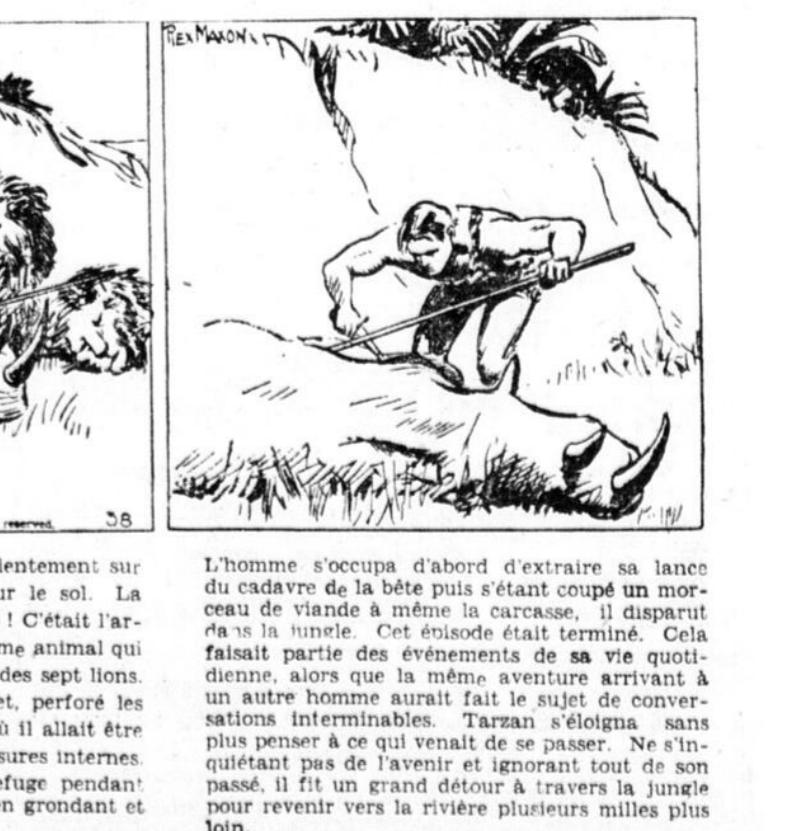 REX MAXON
reserved.
38
lentement sur
ur le sol. La
! C'était l'ar-
me animal qui
des sept lions.
et, perforé les
ù il allait être
sures internes.
efuge pendant
en grondant et
L'homme s'occupa d'abord d'extraire sa lance
du cadavre de la bête puis s'étant coupé un mor-
ceau de viande à même la carcasse, il disparut
dans la jungle. Cet épisode était terminé. Cela
faisait partie des événements de sa vie quoti-
dienne, alors que la même aventure arrivant à
un autre homme aurait fait le sujet de conver-
sations interminables. Tarzan s'éloigna sans
plus penser à ce qui venait de se passer. Ne s'in-
quiétant pas de l'avenir et ignorant tout de son
passé, il fit un grand détour à travers la jungle
pour revenir vers la rivière plusieurs milles plus
loin.